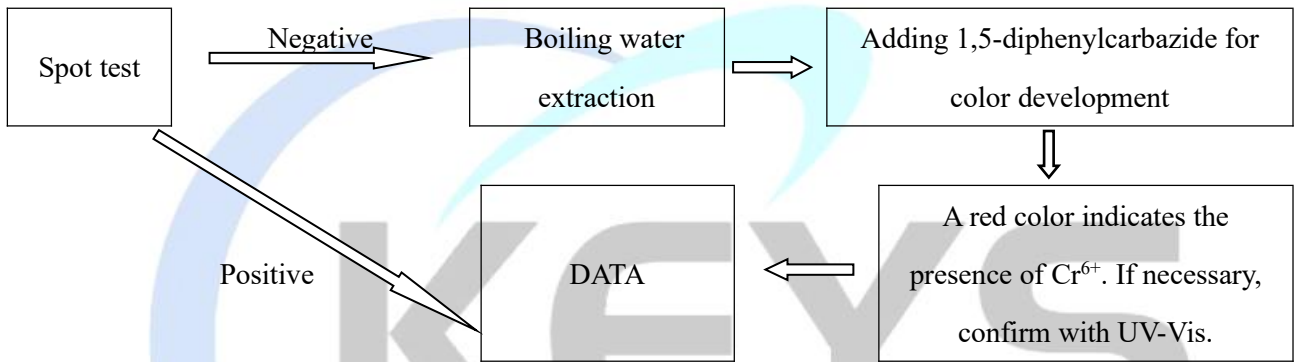 Spot test
Negative
Boiling water
extraction
Adding 1,5-diphenylcarbazide for
color development
A red color indicates the
presence of Cr⁶⁺. If necessary,
confirm with UV-Vis.
DATA
Positive
KEYS